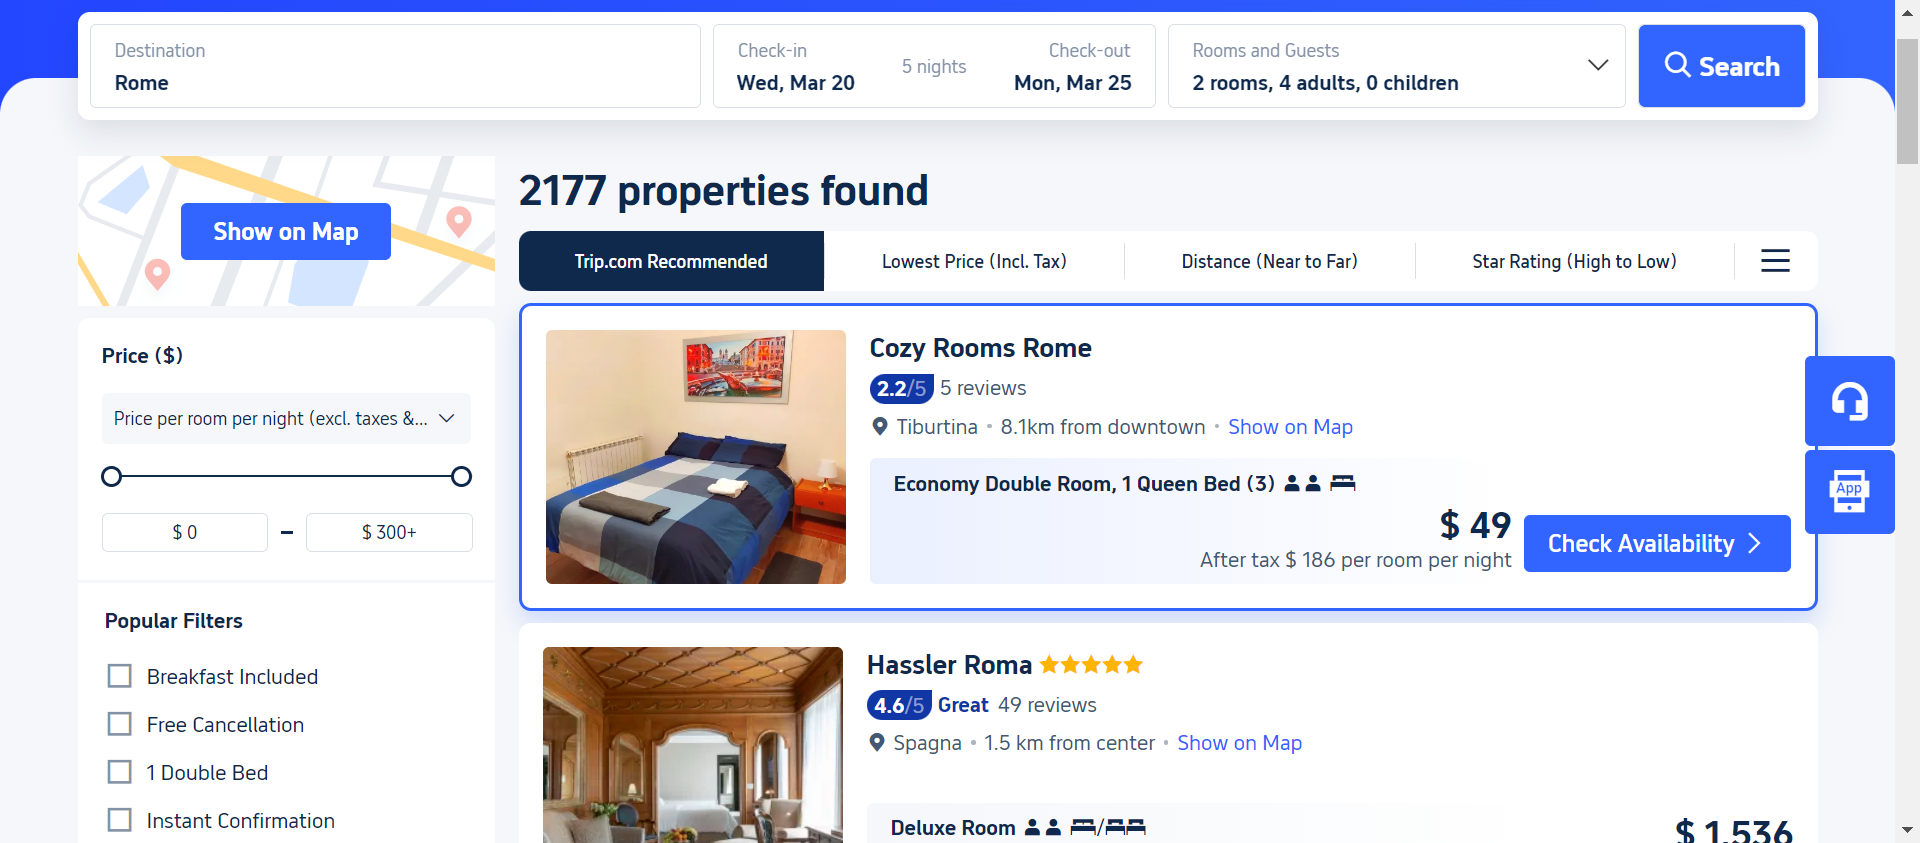 Destination
Rome
Check-in
Wed, Mar 20
5 nights
Check-out
Mon, Mar 25
Rooms and Guests
2 rooms, 4 adults, 0 children
Search
Show on Map
2177 properties found
Trip.com Recommended
Lowest Price (Incl. Tax)
Distance (Near to Far)
Star Rating (High to Low)
Price ($)
Price per room per night (excl. taxes &...
$ 0
$ 300+
Popular Filters
Breakfast Included
Free Cancellation
1 Double Bed
Instant Confirmation
Cozy Rooms Rome
2.2/5 5 reviews
Tiburtina • 8.1km from downtown • Show on Map
Economy Double Room, 1 Queen Bed (3)
$ 49
After tax $ 186 per room per night
Check Availability
App
Hassler Roma
4.6/5 Great 49 reviews
Spagna • 1.5 km from center • Show on Map
Deluxe Room
$ 1,536